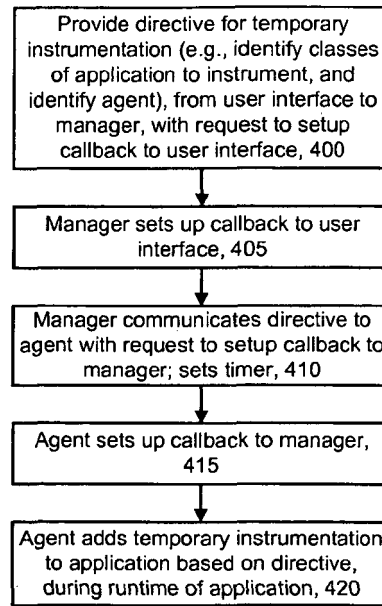 Provide directive for temporary
instrumentation (e.g., identify classes
of application to instrument, and
identify agent), from user interface to
manager, with request to setup
callback to user interface, 400
Manager sets up callback to user
interface, 405
Manager communicates directive to
agent with request to setup callback to
manager; sets timer, 410
Agent sets up callback to manager,
415
Agent adds temporary instrumentation
to application based on directive,
during runtime of application, 420